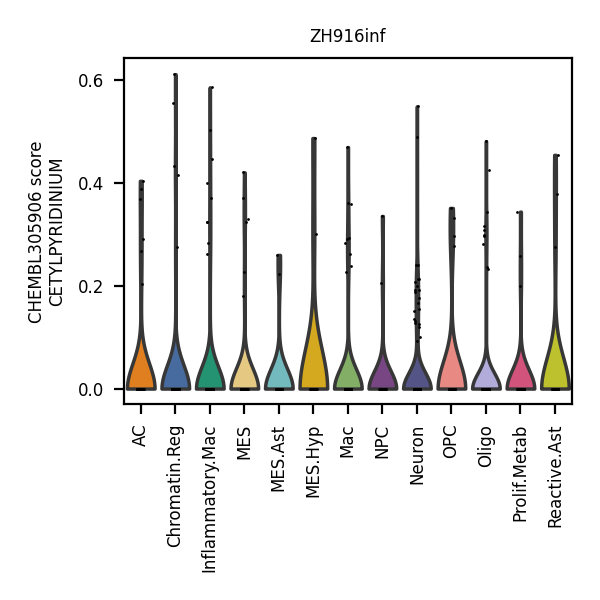 ZH916inf
CHEMBL305906 score
CETYLPYRIDINIUM
0.6
0.4
0.2
0.0
AC
Chromatin.Reg
Inflammatory.Mac
MES
MES.Ast
MES.Hyp
Mac
NPC
Neuron
OPC
Oligo
Prolif.Metab
Reactive.Ast